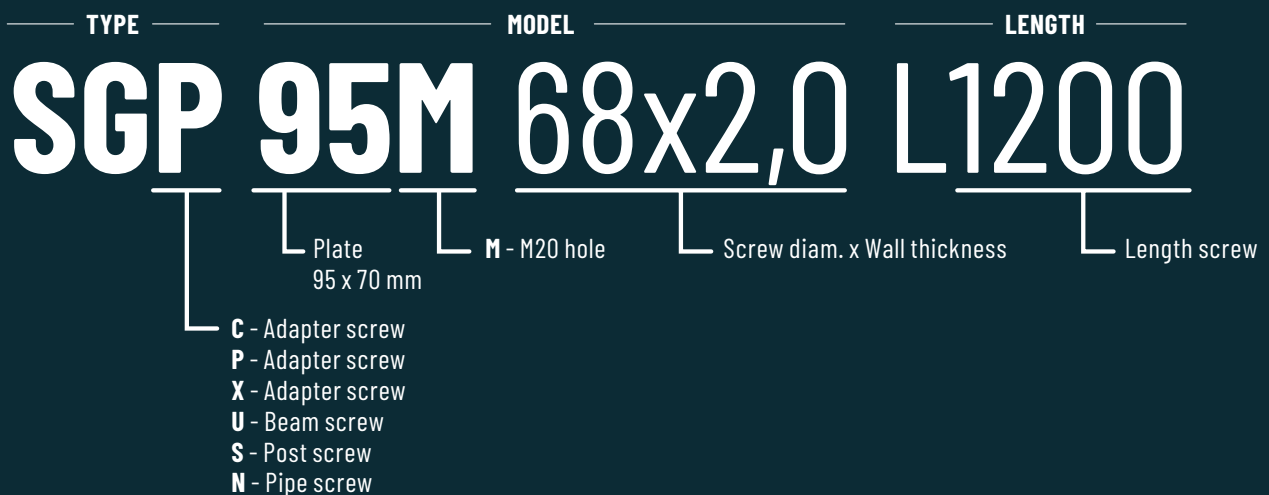 TYPE MODEL LENGTH
SGP 95M 68x2,0 L1200
Plate
95 x 70 mm
M - M20 hole
Screw diam. x Wall thickness
Length screw
C - Adapter screw
P - Adapter screw
X - Adapter screw
U - Beam screw
S - Post screw
N - Pipe screw